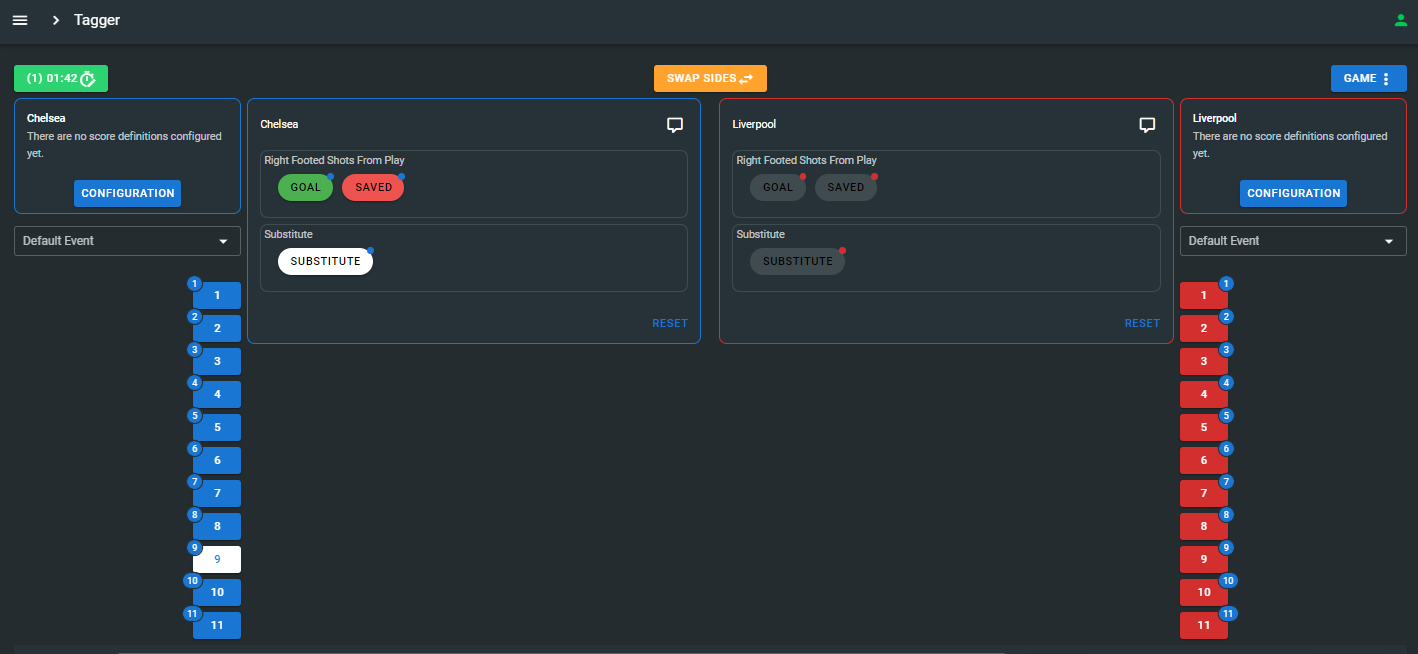 Tagger
(1) 01:42
SWAP SIDES
GAME
Chelsea
There are no score definitions configured
yet.
CONFIGURATION
Default Event
1 1
2 2
3 3
4 4
5 5
6 6
7 7
8 8
9 9
10 10
11 11
Chelsea
Right Footed Shots From Play
GOAL SAVED
Substitute
SUBSTITUTE
RESET
Liverpool
Right Footed Shots From Play
GOAL SAVED
Substitute
SUBSTITUTE
RESET
Liverpool
There are no score definitions configured
yet.
CONFIGURATION
Default Event
1 1
2 2
3 3
4 4
5 5
6 6
7 7
8 8
9 9
10 10
11 11